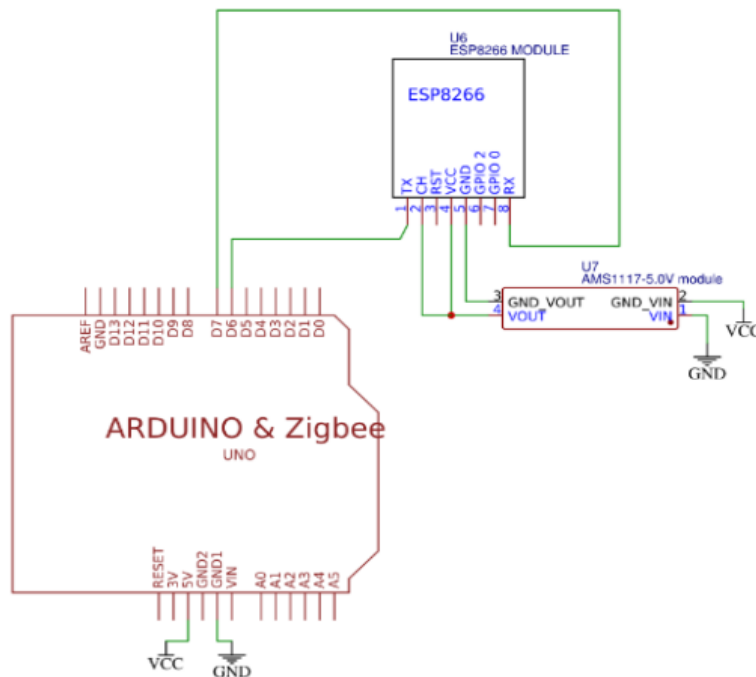 U6
ESP8266 MODULE
ESP8266
TX
CH
RST
VCC
GND
GPIO 2
GPIO 0
RX
1
2
3
4
5
6
7
8
U7
AMS1117-5.0V module
3
GND_VOUT
GND_VIN
2
4
VOUT
VIN
1
VCC
GND
AREF
GND
D13
D12
D11
D10
D9
D8
D7
D6
D5
D4
D3
D2
D1
D0
ARDUINO & Zigbee
UNO
RESET
3V
5V
GND2
GND1
VIN
A0
A1
A2
A3
A4
A5
VCC
GND